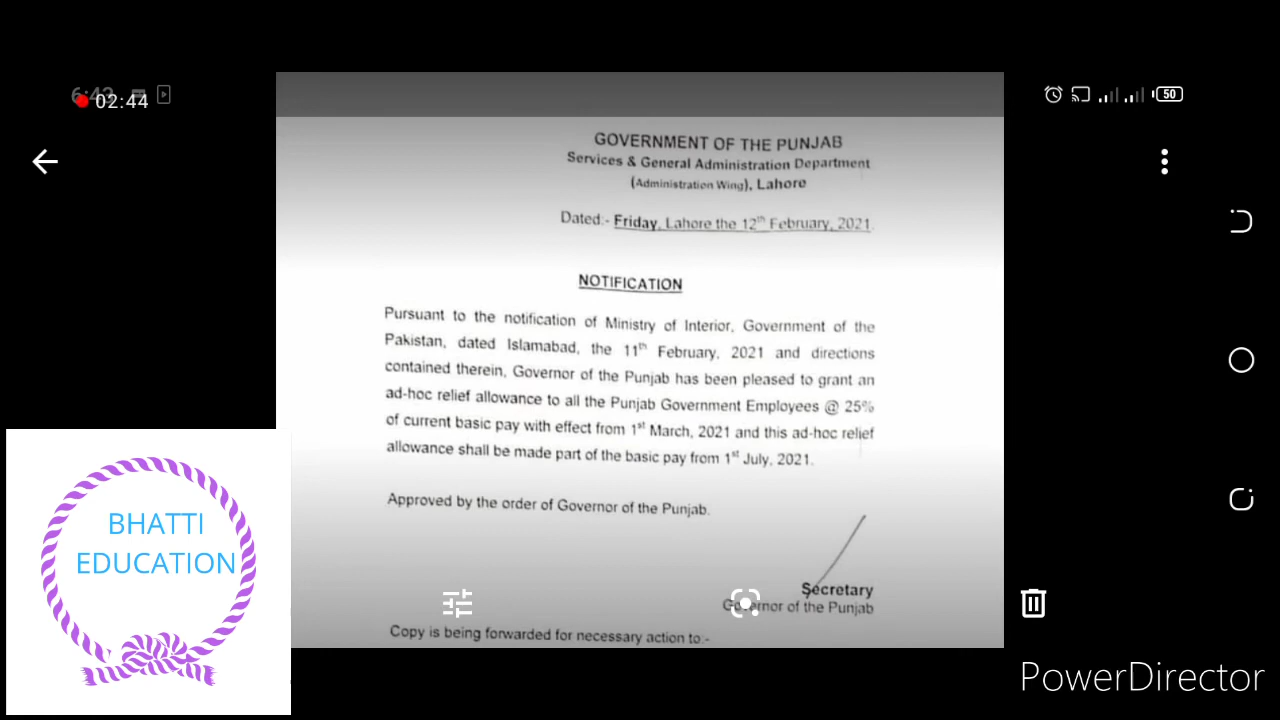 02:44
50
GOVERNMENT OF THE PUNJAB
Services & General Administration Department
(Administration Wing), Lahore
Dated:- Friday, Lahore the 12th February, 2021.
NOTIFICATION
Pursuant to the notification of Ministry of Interior, Government of the
Pakistan, dated Islamabad, the 11th February, 2021 and directions
contained therein, Governor of the Punjab has been pleased to grant an
ad-hoc relief allowance to all the Punjab Government Employees @ 25%
of current basic pay with effect from 1st March, 2021 and this ad-hoc relief
allowance shall be made part of the basic pay from 1st July, 2021.
Approved by the order of Governor of the Punjab.
Secretary
Governor of the Punjab
Copy is being forwarded for necessary action to:-
BHATTI
EDUCATION
PowerDirector